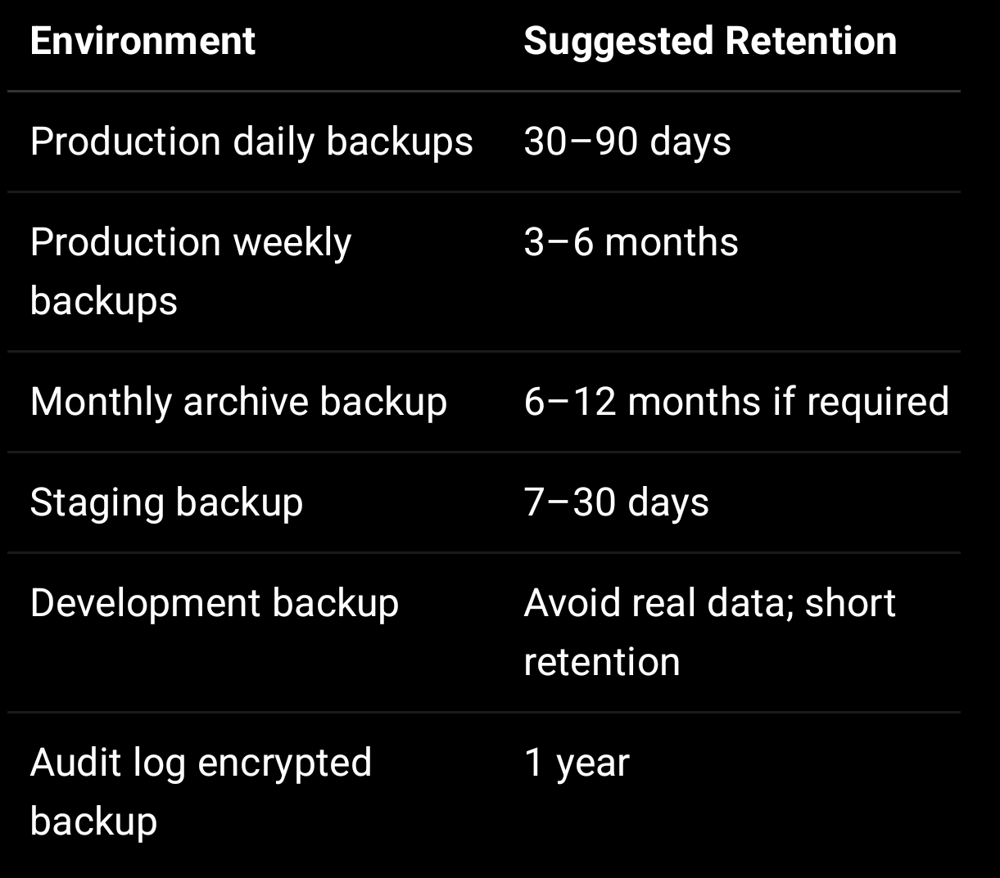 Environment Suggested Retention
Production daily backups 30–90 days
Production weekly 3–6 months
backups
Monthly archive backup 6–12 months if required
Staging backup 7–30 days
Development backup Avoid real data; short
retention
Audit log encrypted 1 year
backup